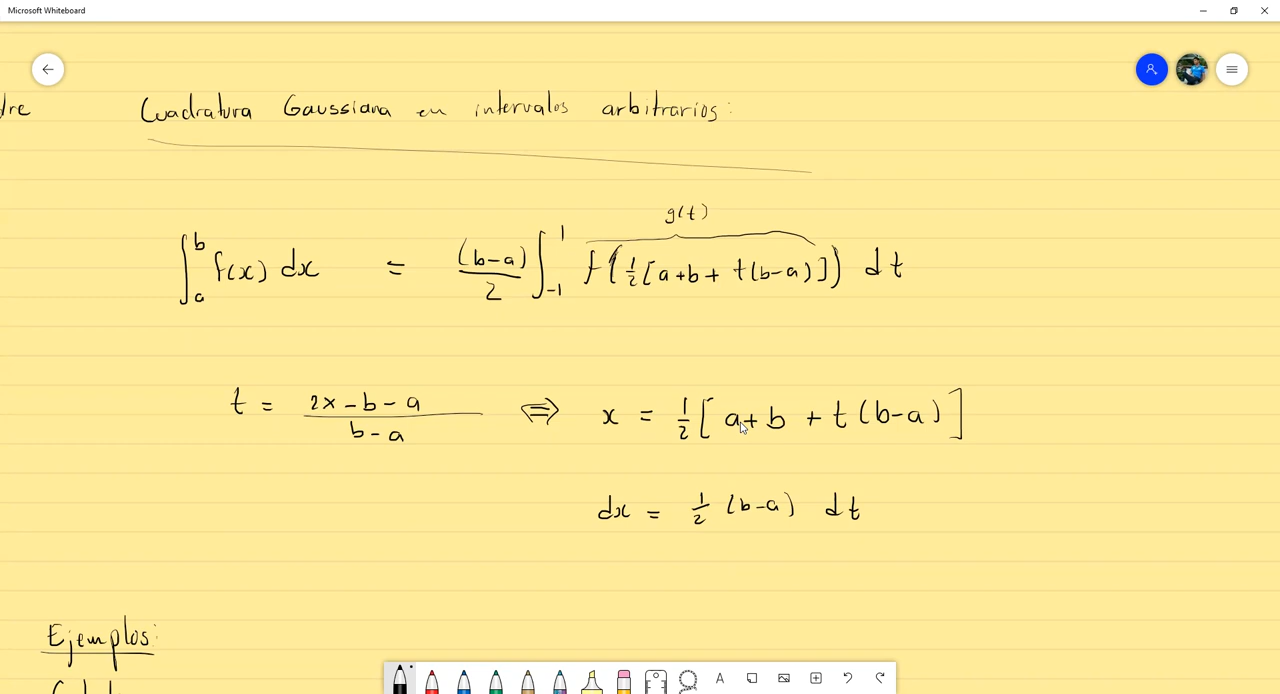 Microsoft Whiteboard
dre
Cuadratura Gaussiana en intervalos arbitrarios:
g(t)
∫_a^b f(x) dx = (b-a)/2 ∫_{-1}^1 f(1/2[a+b+t(b-a)]) dt
t = (2x-b-a)/(b-a) ⇔ x = 1/2[a+b+t(b-a)]
dx = 1/2 (b-a) dt
Ejemplos:
A